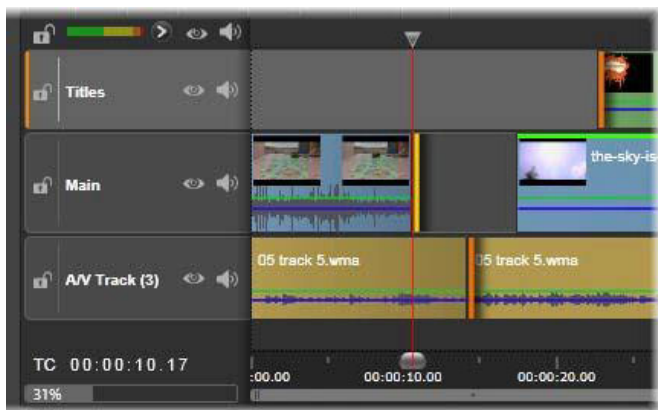 Titles
the-sky-is
Main
05 track 5.wma
05 track 5.wma
A/V Track (3)
TC 00:00:10.17
:00.00
00:00:10.00
00:00:20.00
31%